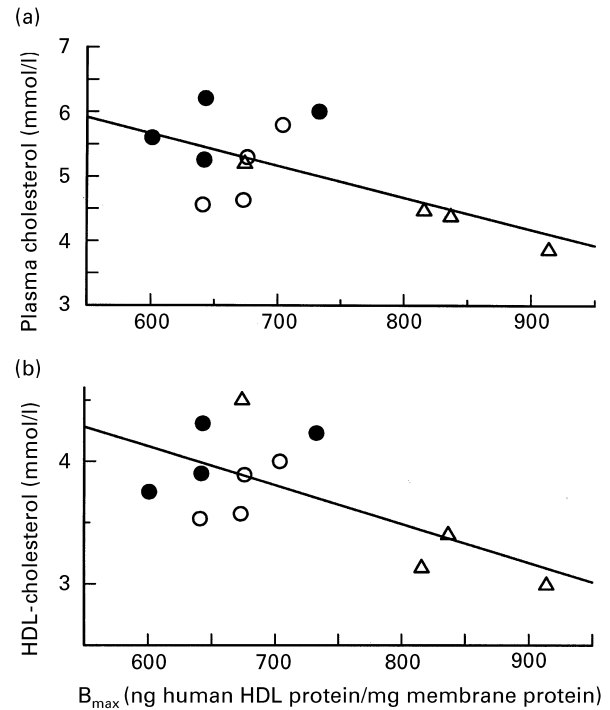 (a)
Plasma cholesterol (mmol/l)
7
6
5
4
3
600 700 800 900
(b)
HDL-cholesterol (mmol/l)
4
3
600 700 800 900
Bmax (ng human HDL protein/mg membrane protein)